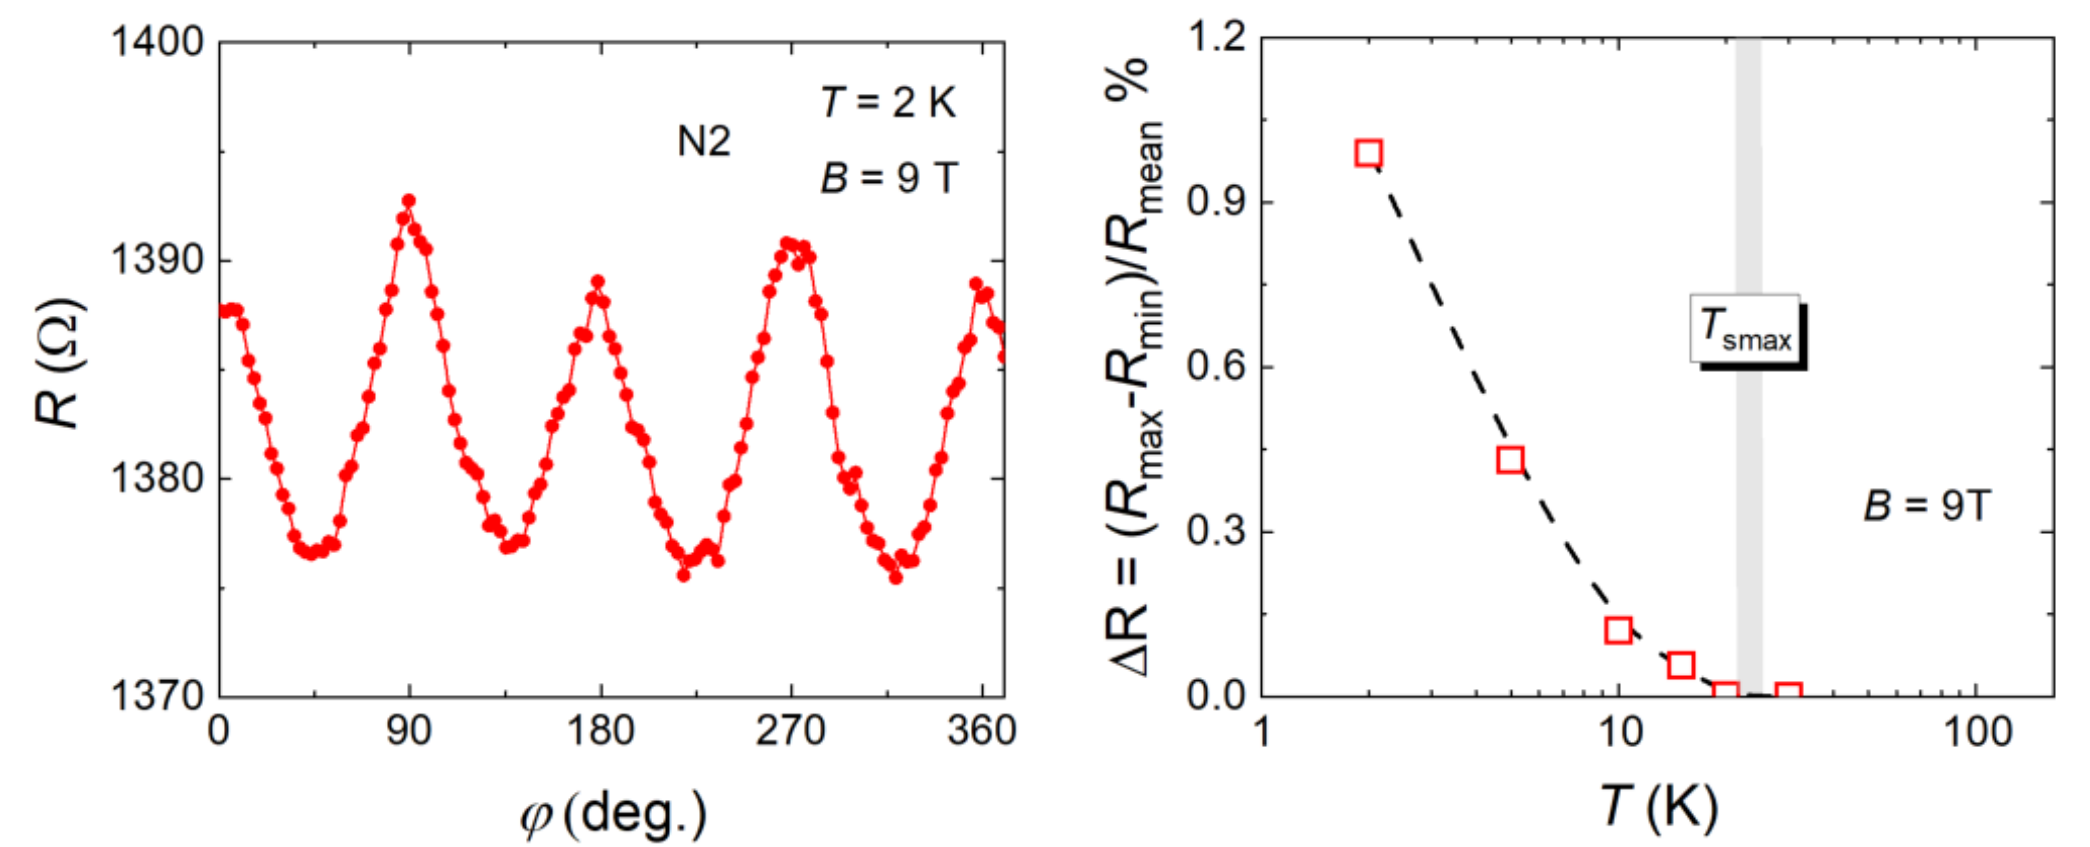 1400
1390
1380
1370
0
90
180
270
360
R (Ω)
φ (deg.)
T = 2 K
N2
B = 9 T
1.2
0.9
0.6
0.3
0.0
1
10
100
ΔR = (Rmax-Rmin)/Rmean %
T (K)
Tsmax
B = 9T